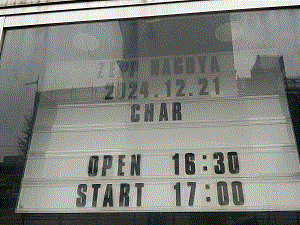 ZEPP NAGOYA
2024.12.21
CHAR
OPEN 16:30
START 17:00